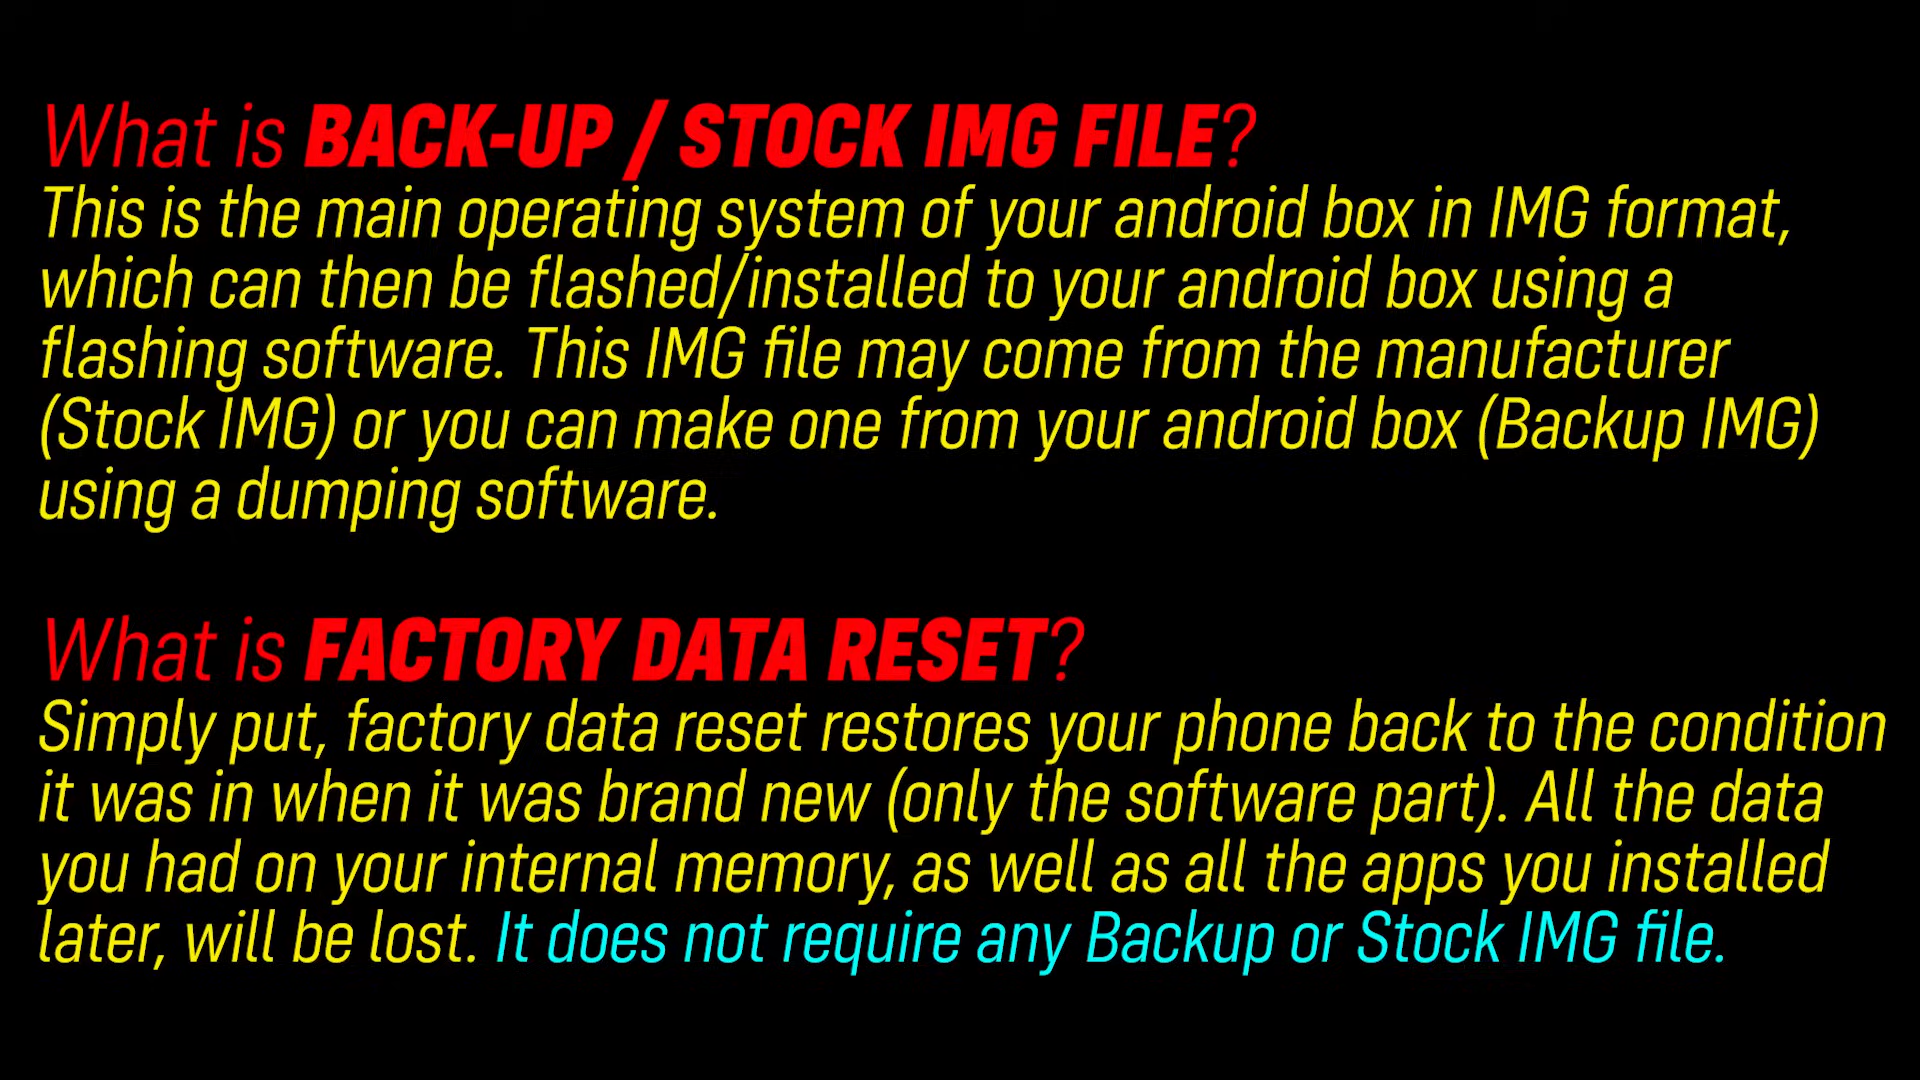 What is BACK-UP / STOCK IMG FILE?
This is the main operating system of your android box in IMG format,
which can then be flashed/installed to your android box using a
flashing software. This IMG file may come from the manufacturer
(Stock IMG) or you can make one from your android box (Backup IMG)
using a dumping software.
What is FACTORY DATA RESET?
Simply put, factory data reset restores your phone back to the condition
it was in when it was brand new (only the software part). All the data
you had on your internal memory, as well as all the apps you installed
later, will be lost. It does not require any Backup or Stock IMG file.